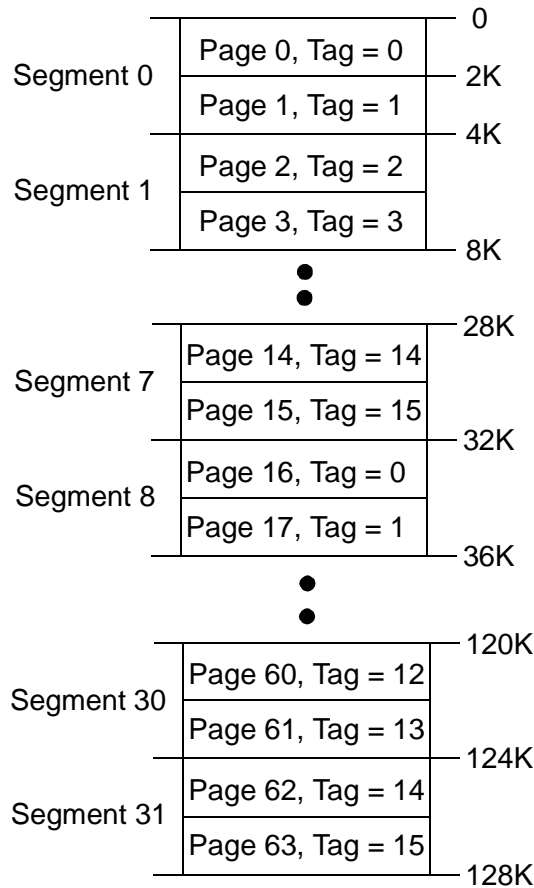 0
Segment 0
Page 0, Tag = 0
2K
Page 1, Tag = 1
4K
Segment 1
Page 2, Tag = 2
Page 3, Tag = 3
8K
28K
Segment 7
Page 14, Tag = 14
Page 15, Tag = 15
32K
Segment 8
Page 16, Tag = 0
Page 17, Tag = 1
36K
120K
Segment 30
Page 60, Tag = 12
Page 61, Tag = 13
124K
Segment 31
Page 62, Tag = 14
Page 63, Tag = 15
128K